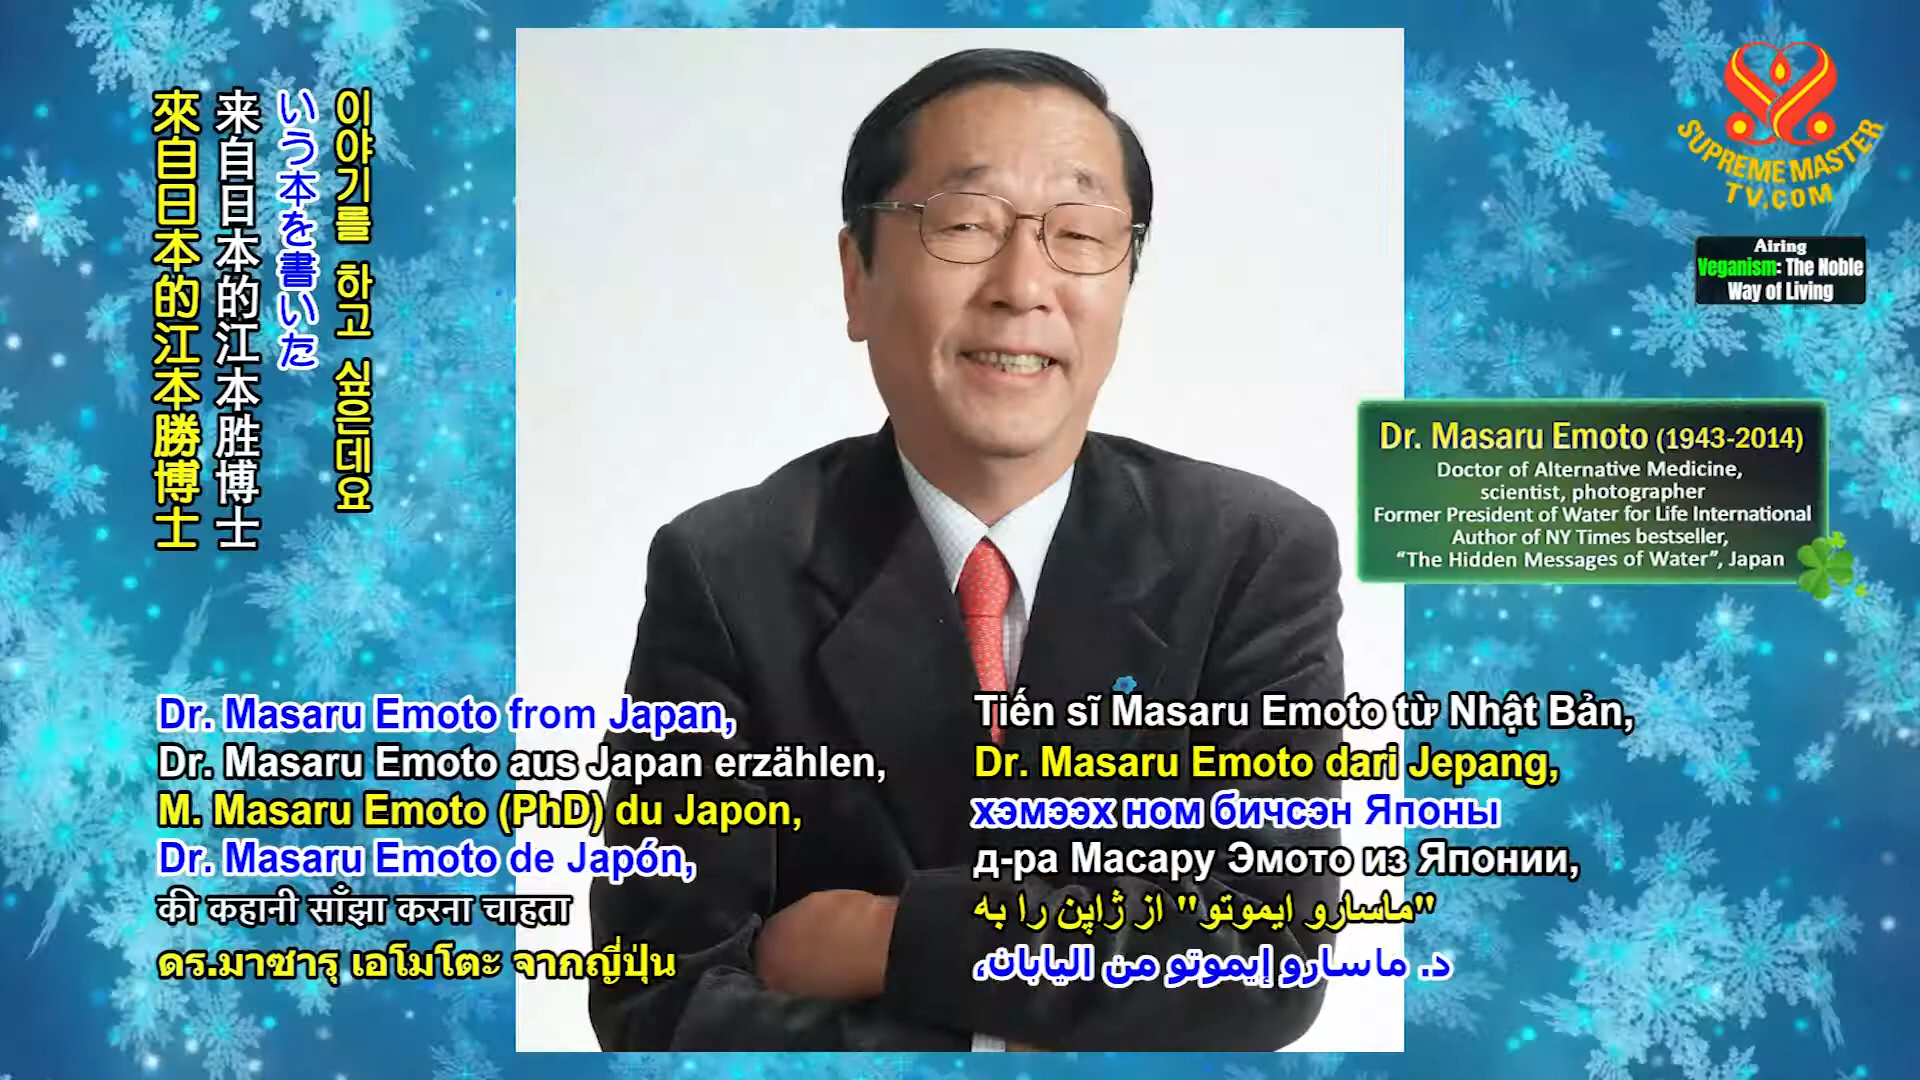 來自日本的江本勝博士
来自日本的江本胜博士
いう本を書いた
이야기를 하고 싶은데요
SUPREME MASTER
TV.COM
Airing
Veganism: The Noble
Way of Living
Dr. Masaru Emoto (1943-2014)
Doctor of Alternative Medicine,
scientist, photographer
Former President of Water for Life International
Author of NY Times bestseller,
“The Hidden Messages of Water”, Japan
Dr. Masaru Emoto from Japan,
Dr. Masaru Emoto aus Japan erzählen,
M. Masaru Emoto (PhD) du Japon,
Dr. Masaru Emoto de Japón,
की कहानी साँझा करना चाहता
ดร.มาซารุ เอโมโตะ จากญี่ปุ่น
Tiến sĩ Masaru Emoto từ Nhật Bản,
Dr. Masaru Emoto dari Jepang,
хэмээх ном бичсэн Японы
д-ра Масару Эмото из Японии,
"ماسارو ایموتو" از ژاپن را به
د. ماسارو إيموتو من اليابان،